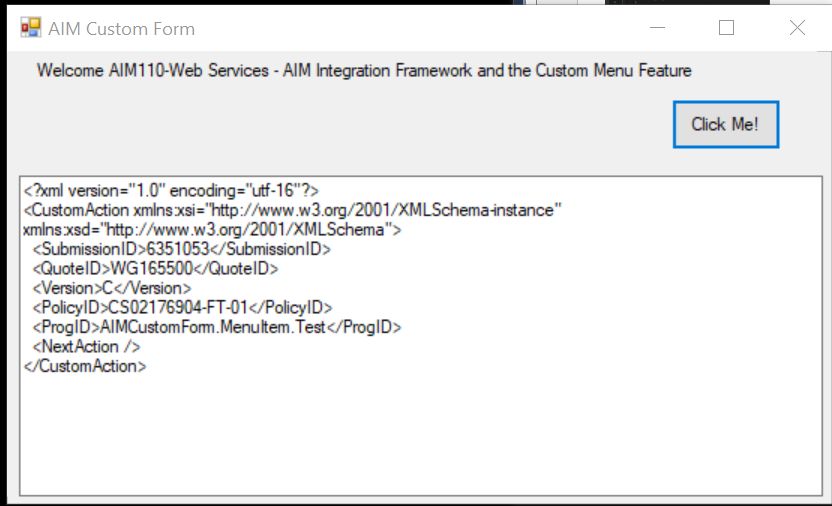 AIM Custom Form
Welcome AIM110-Web Services - AIM Integration Framework and the Custom Menu Feature
Click Me!
<?xml version="1.0" encoding="utf-16"?>
<CustomAction xmlns:xsi="http://www.w3.org/2001/XMLSchema-instance"
xmlns:xsd="http://www.w3.org/2001/XMLSchema">
  <SubmissionID>6351053</SubmissionID>
  <QuoteID>WG165500</QuoteID>
  <Version>C</Version>
  <PolicyID>CS02176904-FT-01</PolicyID>
  <ProgID>AIMCustomForm.MenuItem.Test</ProgID>
  <NextAction />
</CustomAction>